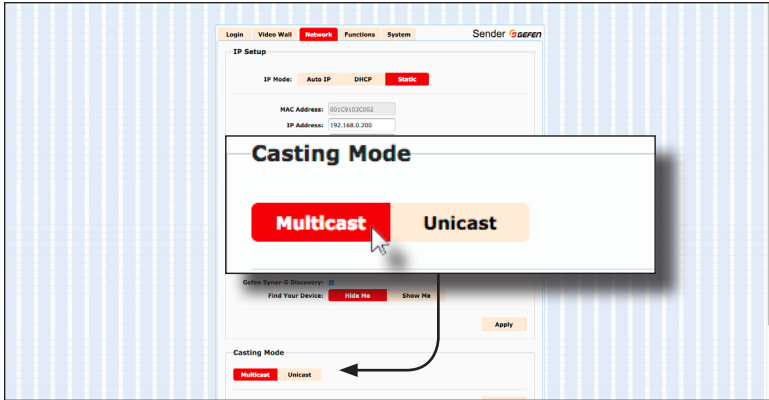 Login Video Wall Network Functions System Sender GEFEN
IP Setup
IP Mode: Auto IP DHCP Static
MAC Address: 001C9103C002
IP Address: 192.168.0.200
Casting Mode
Multicast Unicast
Gefen Syner-G Discovery:
Find Your Device: Hide Me Show Me
Apply
Casting Mode
Multicast Unicast